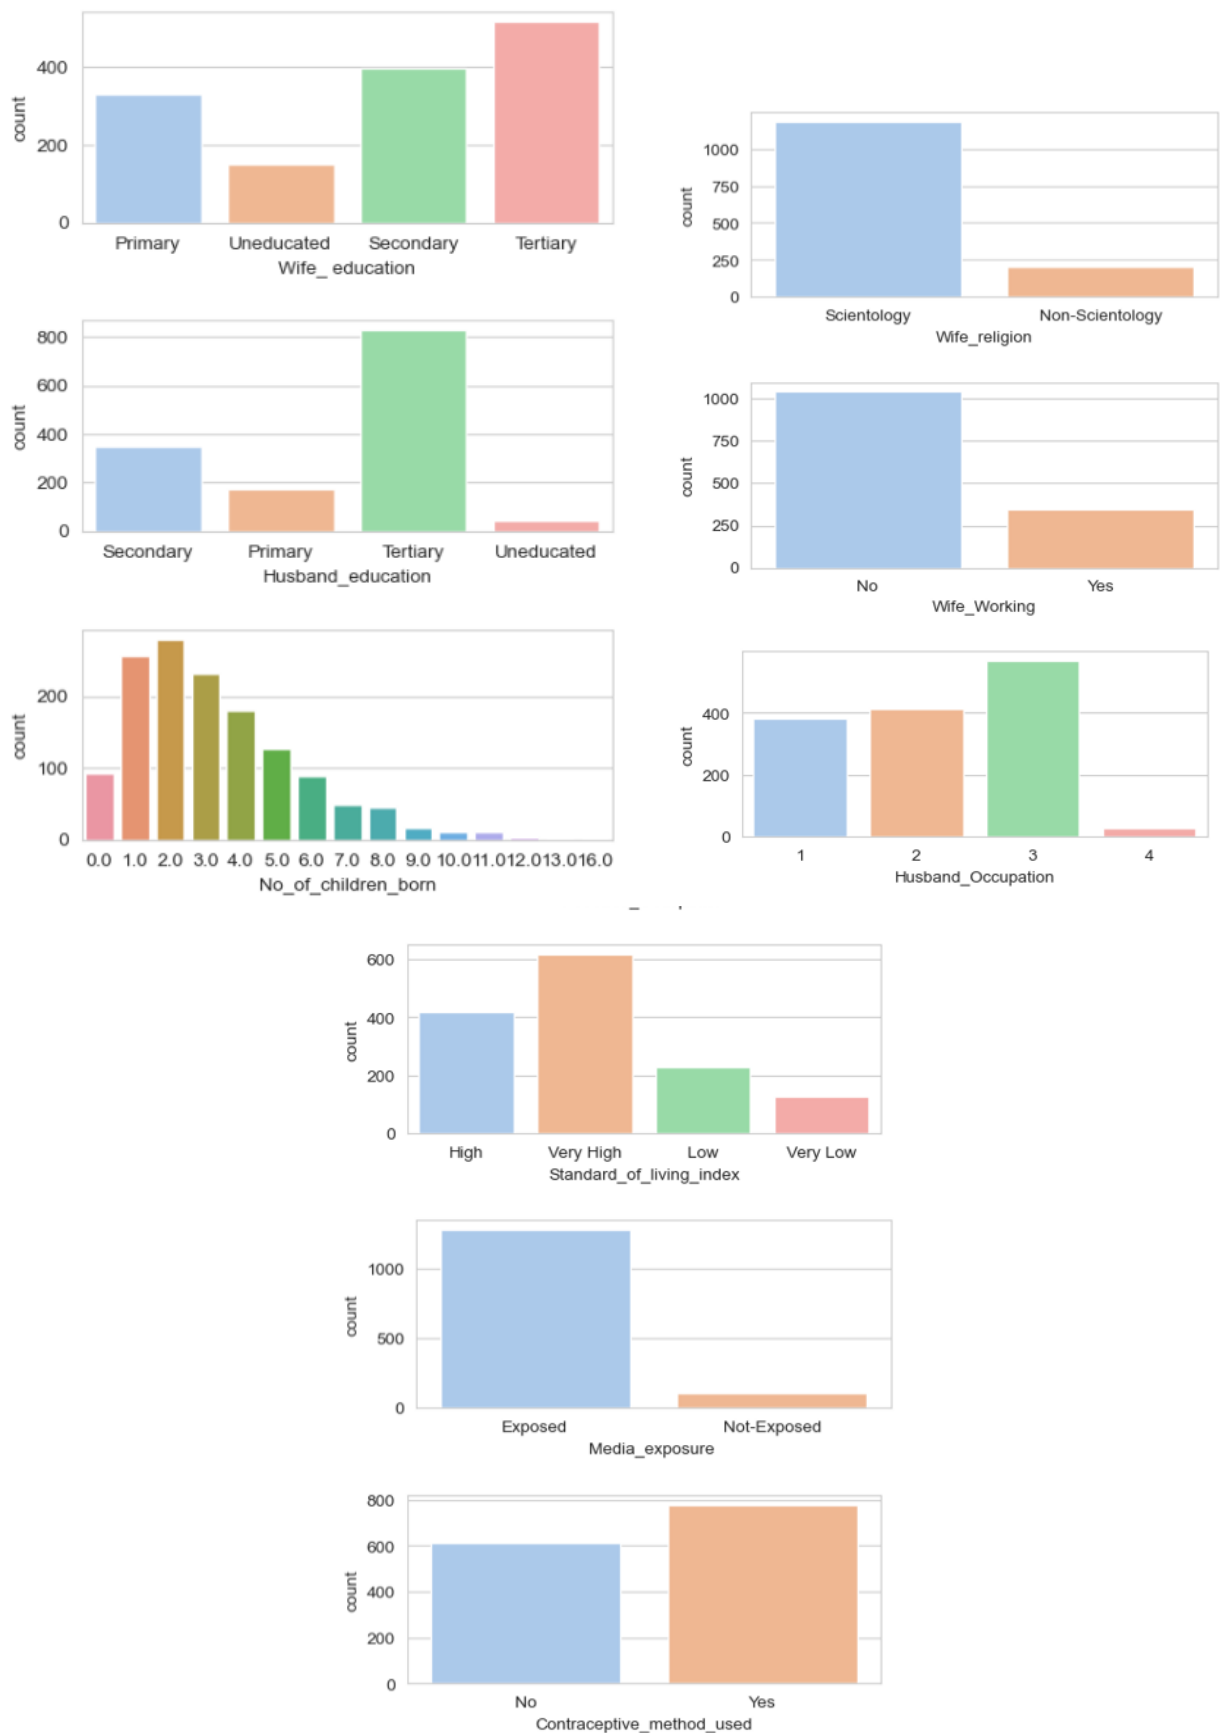 400
200
0
count
Primary Uneducated Secondary Tertiary
Wife_ education
1000
750
500
250
0
count
Scientology Non-Scientology
Wife_religion
800
600
400
200
0
count
Secondary Primary Tertiary Uneducated
Husband_education
1000
750
500
250
0
count
No Yes
Wife_Working
200
100
0
count
0.0 1.0 2.0 3.0 4.0 5.0 6.0 7.0 8.0 9.0 10.0 11.0 12.0 13.0 16.0
No_of_children_born
400
200
0
count
1 2 3 4
Husband_Occupation
600
400
200
0
count
High Very High Low Very Low
Standard_of_living_index
1000
500
0
count
Exposed Not-Exposed
Media_exposure
800
600
400
200
0
count
No Yes
Contraceptive_method_used